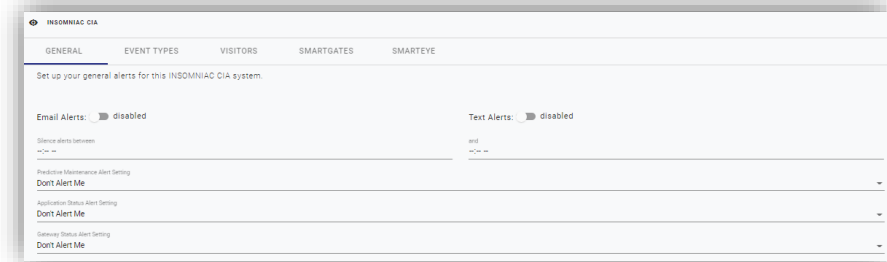 INSOMNIAC CIA
GENERAL EVENT TYPES VISITORS SMARTGATES SMARTEYE
Set up your general alerts for this INSOMNIAC CIA system.
Email Alerts: disabled Text Alerts: disabled
Silence alerts between and
--:-- -- --:-- --
Predictive Maintenance Alert Setting
Don't Alert Me
Application Status Alert Setting
Don't Alert Me
Gateway Status Alert Setting
Don't Alert Me